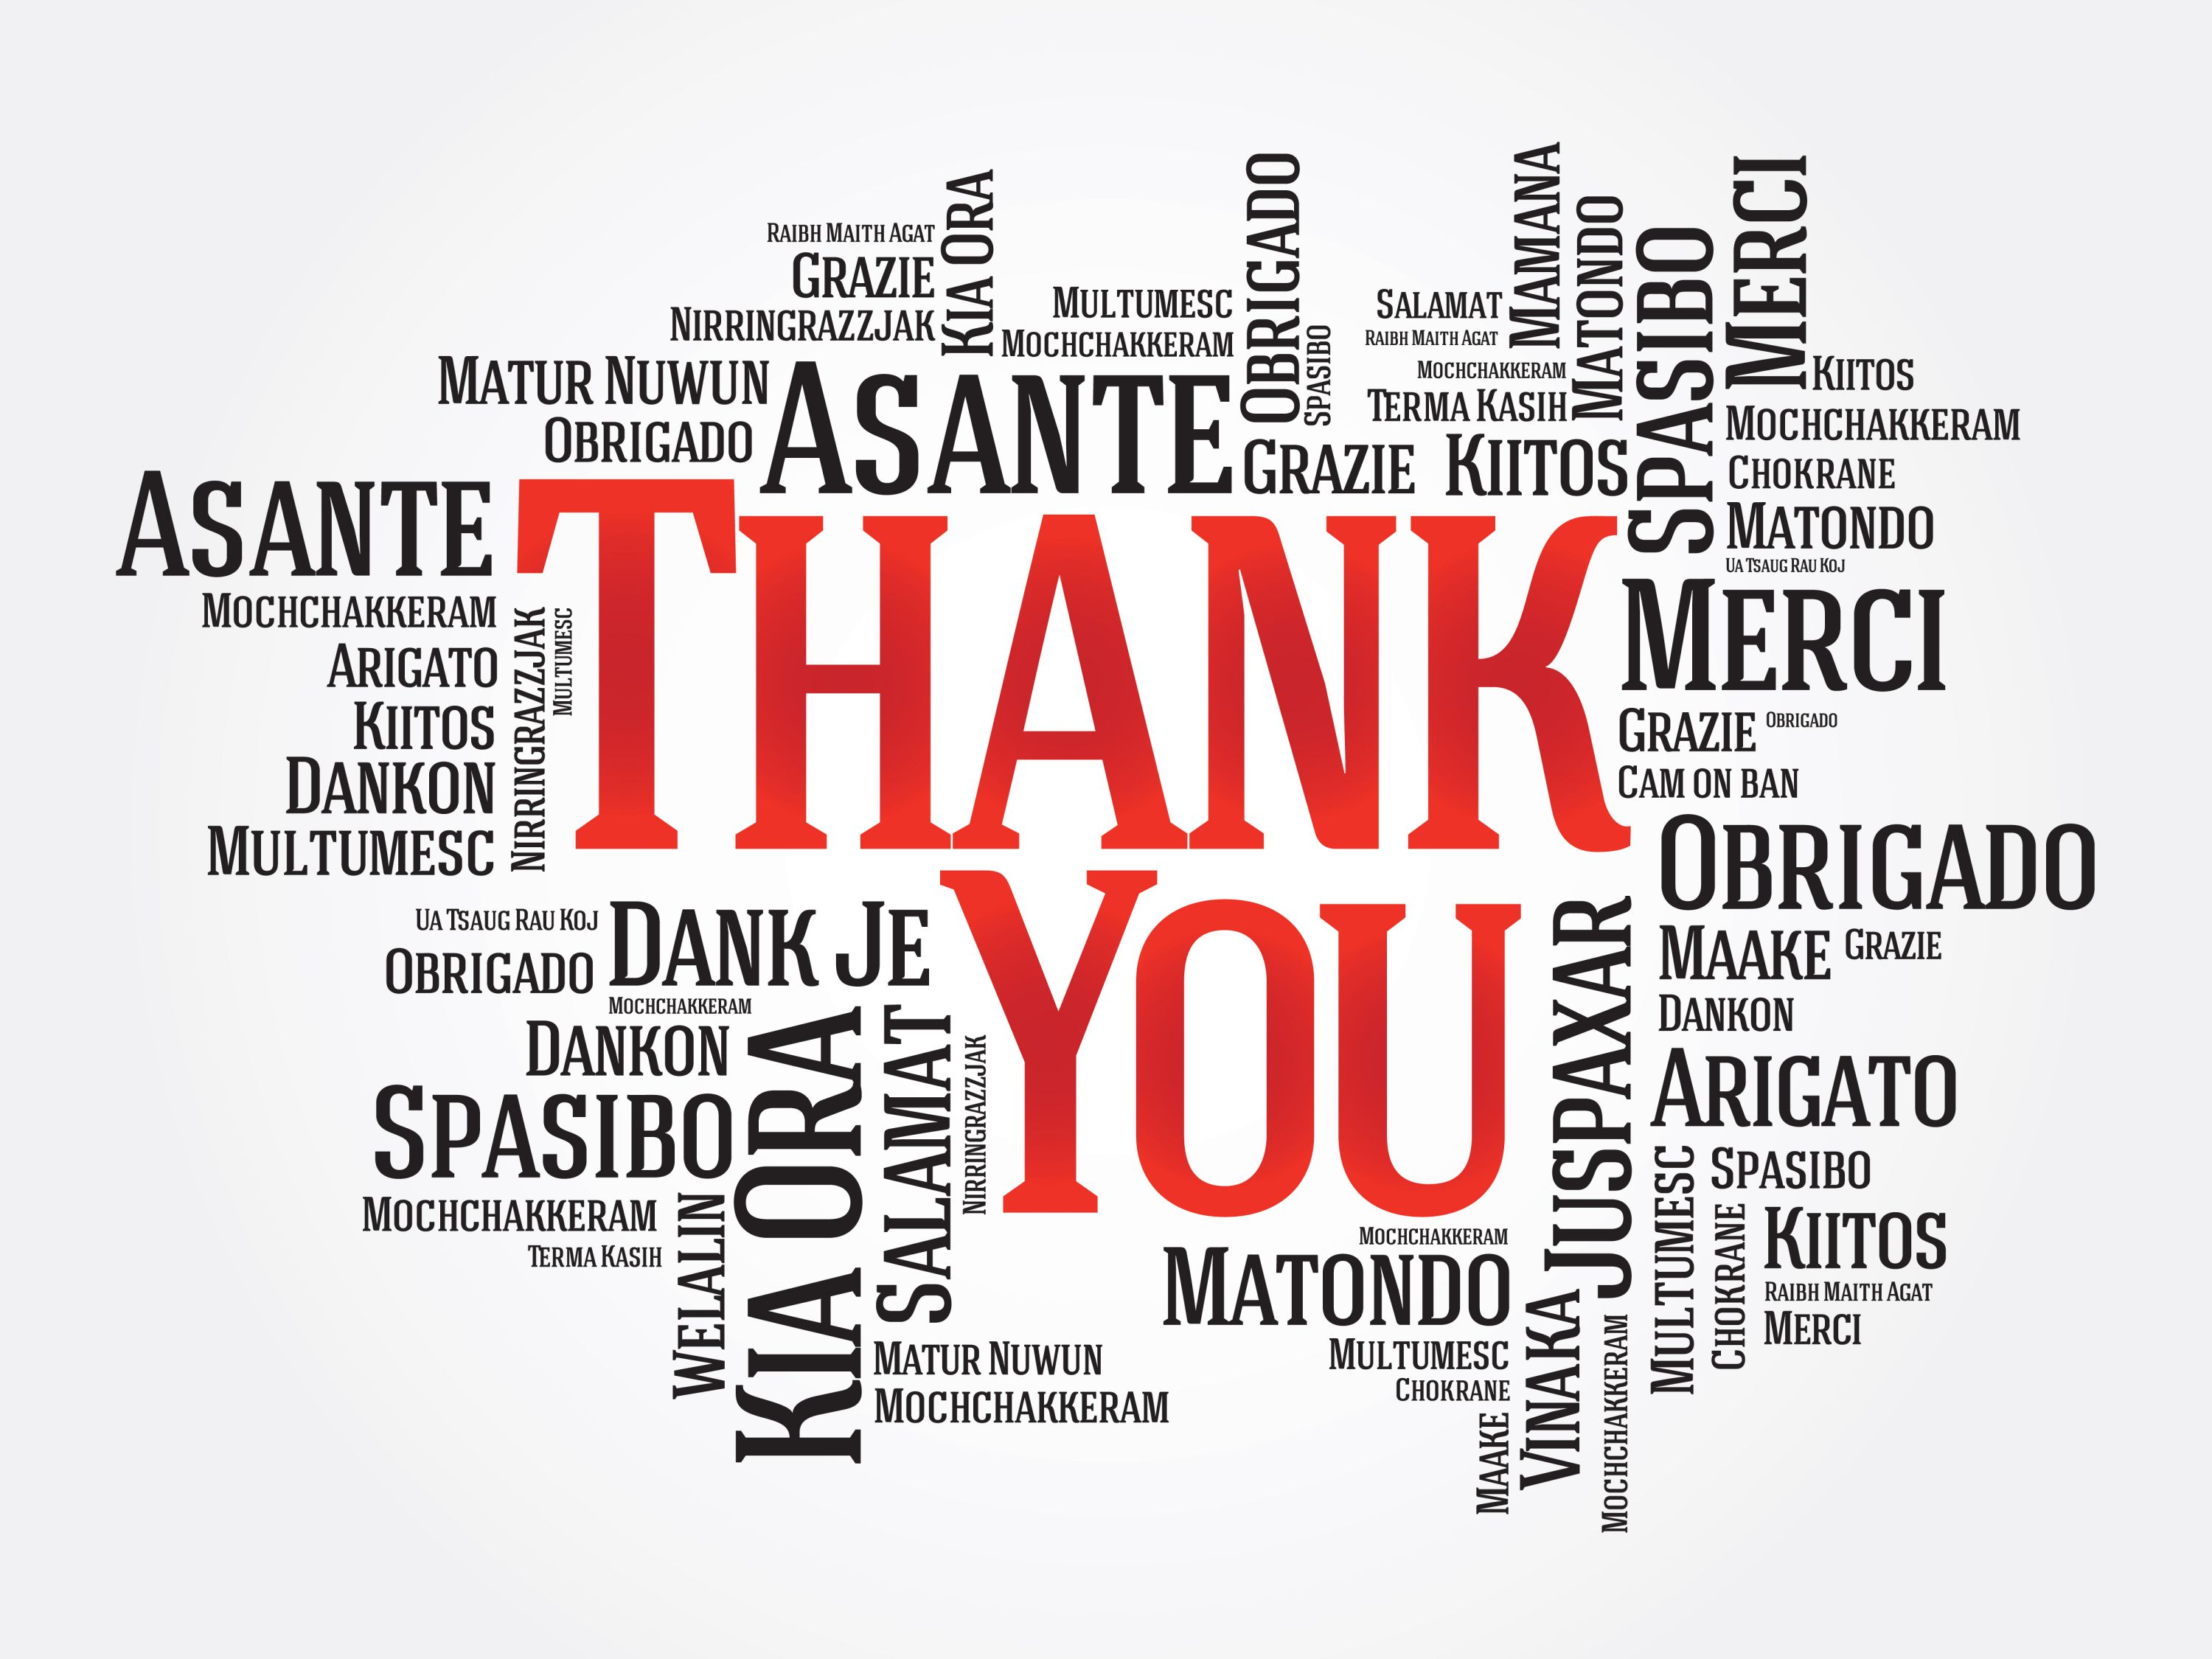 Raibh Maith Agat
Grazie
Nirringrazzjak
Kia Ora
Multumesc
Mochchakkeram
Obrigado
Spasibo
Salamat
Raibh Maith Agat
Mochchakkeram
Terma Kasih
Mamana
Matondo
Spasibo
Merci
Kiitos
Mochchakkeram
Chokrane
Matondo
Ua Tsaug Rau Koj
Matur Nuwun
Obrigado
Asante
Grazie
Kiitos
Asante
Mochchakkeram
Arigato
Kiitos
Dankon
Multumesc
Nirringrazzjak
Multumesc
Thank
You
Merci
Grazie
Obrigado
Cam on ban
Obrigado
Maake
Grazie
Dankon
Arigato
Spasibo
Kiitos
Raibh Maith Agat
Merci
Ua Tsaug Rau Koj
Obrigado
Dank Je
Mochchakkeram
Dankon
Spasibo
Mochchakkeram
Terma Kasih
Welalin
Kia Ora
Salamat
Nirringrazzjak
Matur Nuwun
Mochchakkeram
Mochchakkeram
Matondo
Multumesc
Chokrane
Maake
Vinaka
Juspaxar
Mochchakkeram
Multumesc
Chokrane